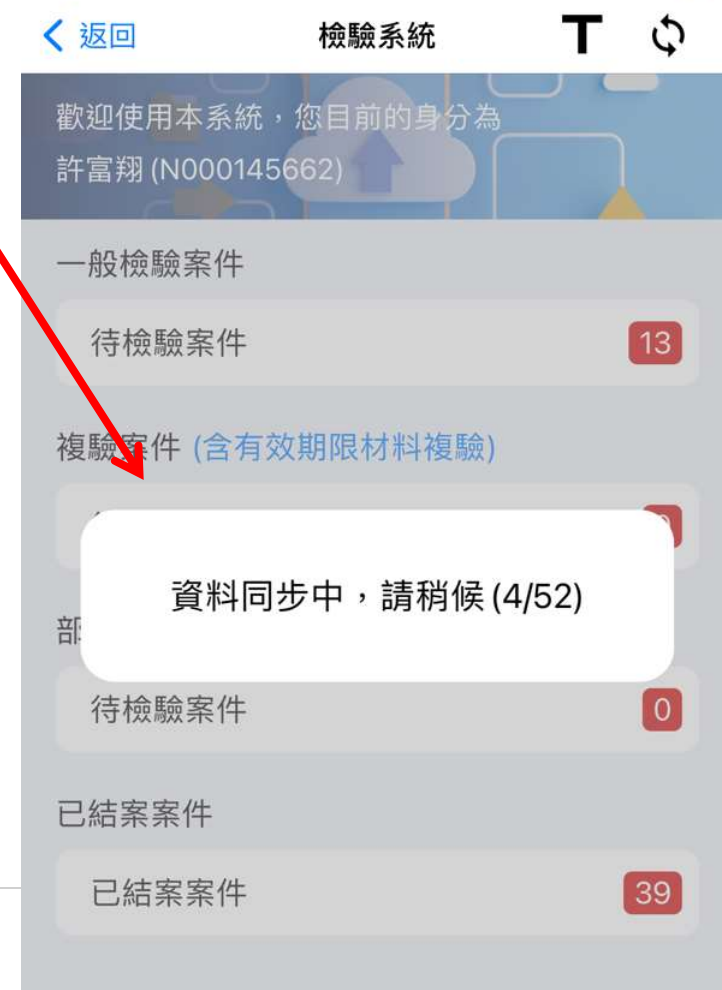 返回
檢驗系統
T
歡迎使用本系統，您目前的身分為
許富翔 (N000145662)
一般檢驗案件
待檢驗案件 13
複驗案件 (含有效期限材料複驗)
資料同步中，請稍候 (4/52)
部
待檢驗案件 0
已結案案件
已結案案件 39